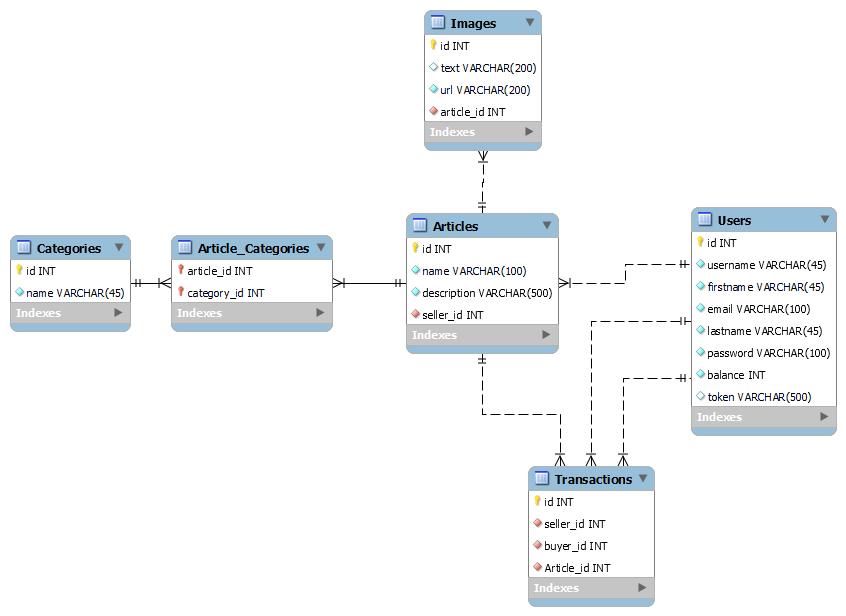 Images
id INT
text VARCHAR(200)
url VARCHAR(200)
article_id INT
Indexes
Categories
id INT
name VARCHAR(45)
Indexes
Article_Categories
article_id INT
category_id INT
Indexes
Articles
id INT
name VARCHAR(100)
description VARCHAR(500)
seller_id INT
Indexes
Users
id INT
username VARCHAR(45)
firstname VARCHAR(45)
email VARCHAR(100)
lastname VARCHAR(45)
password VARCHAR(100)
balance INT
token VARCHAR(500)
Indexes
Transactions
id INT
seller_id INT
buyer_id INT
Article_id INT
Indexes